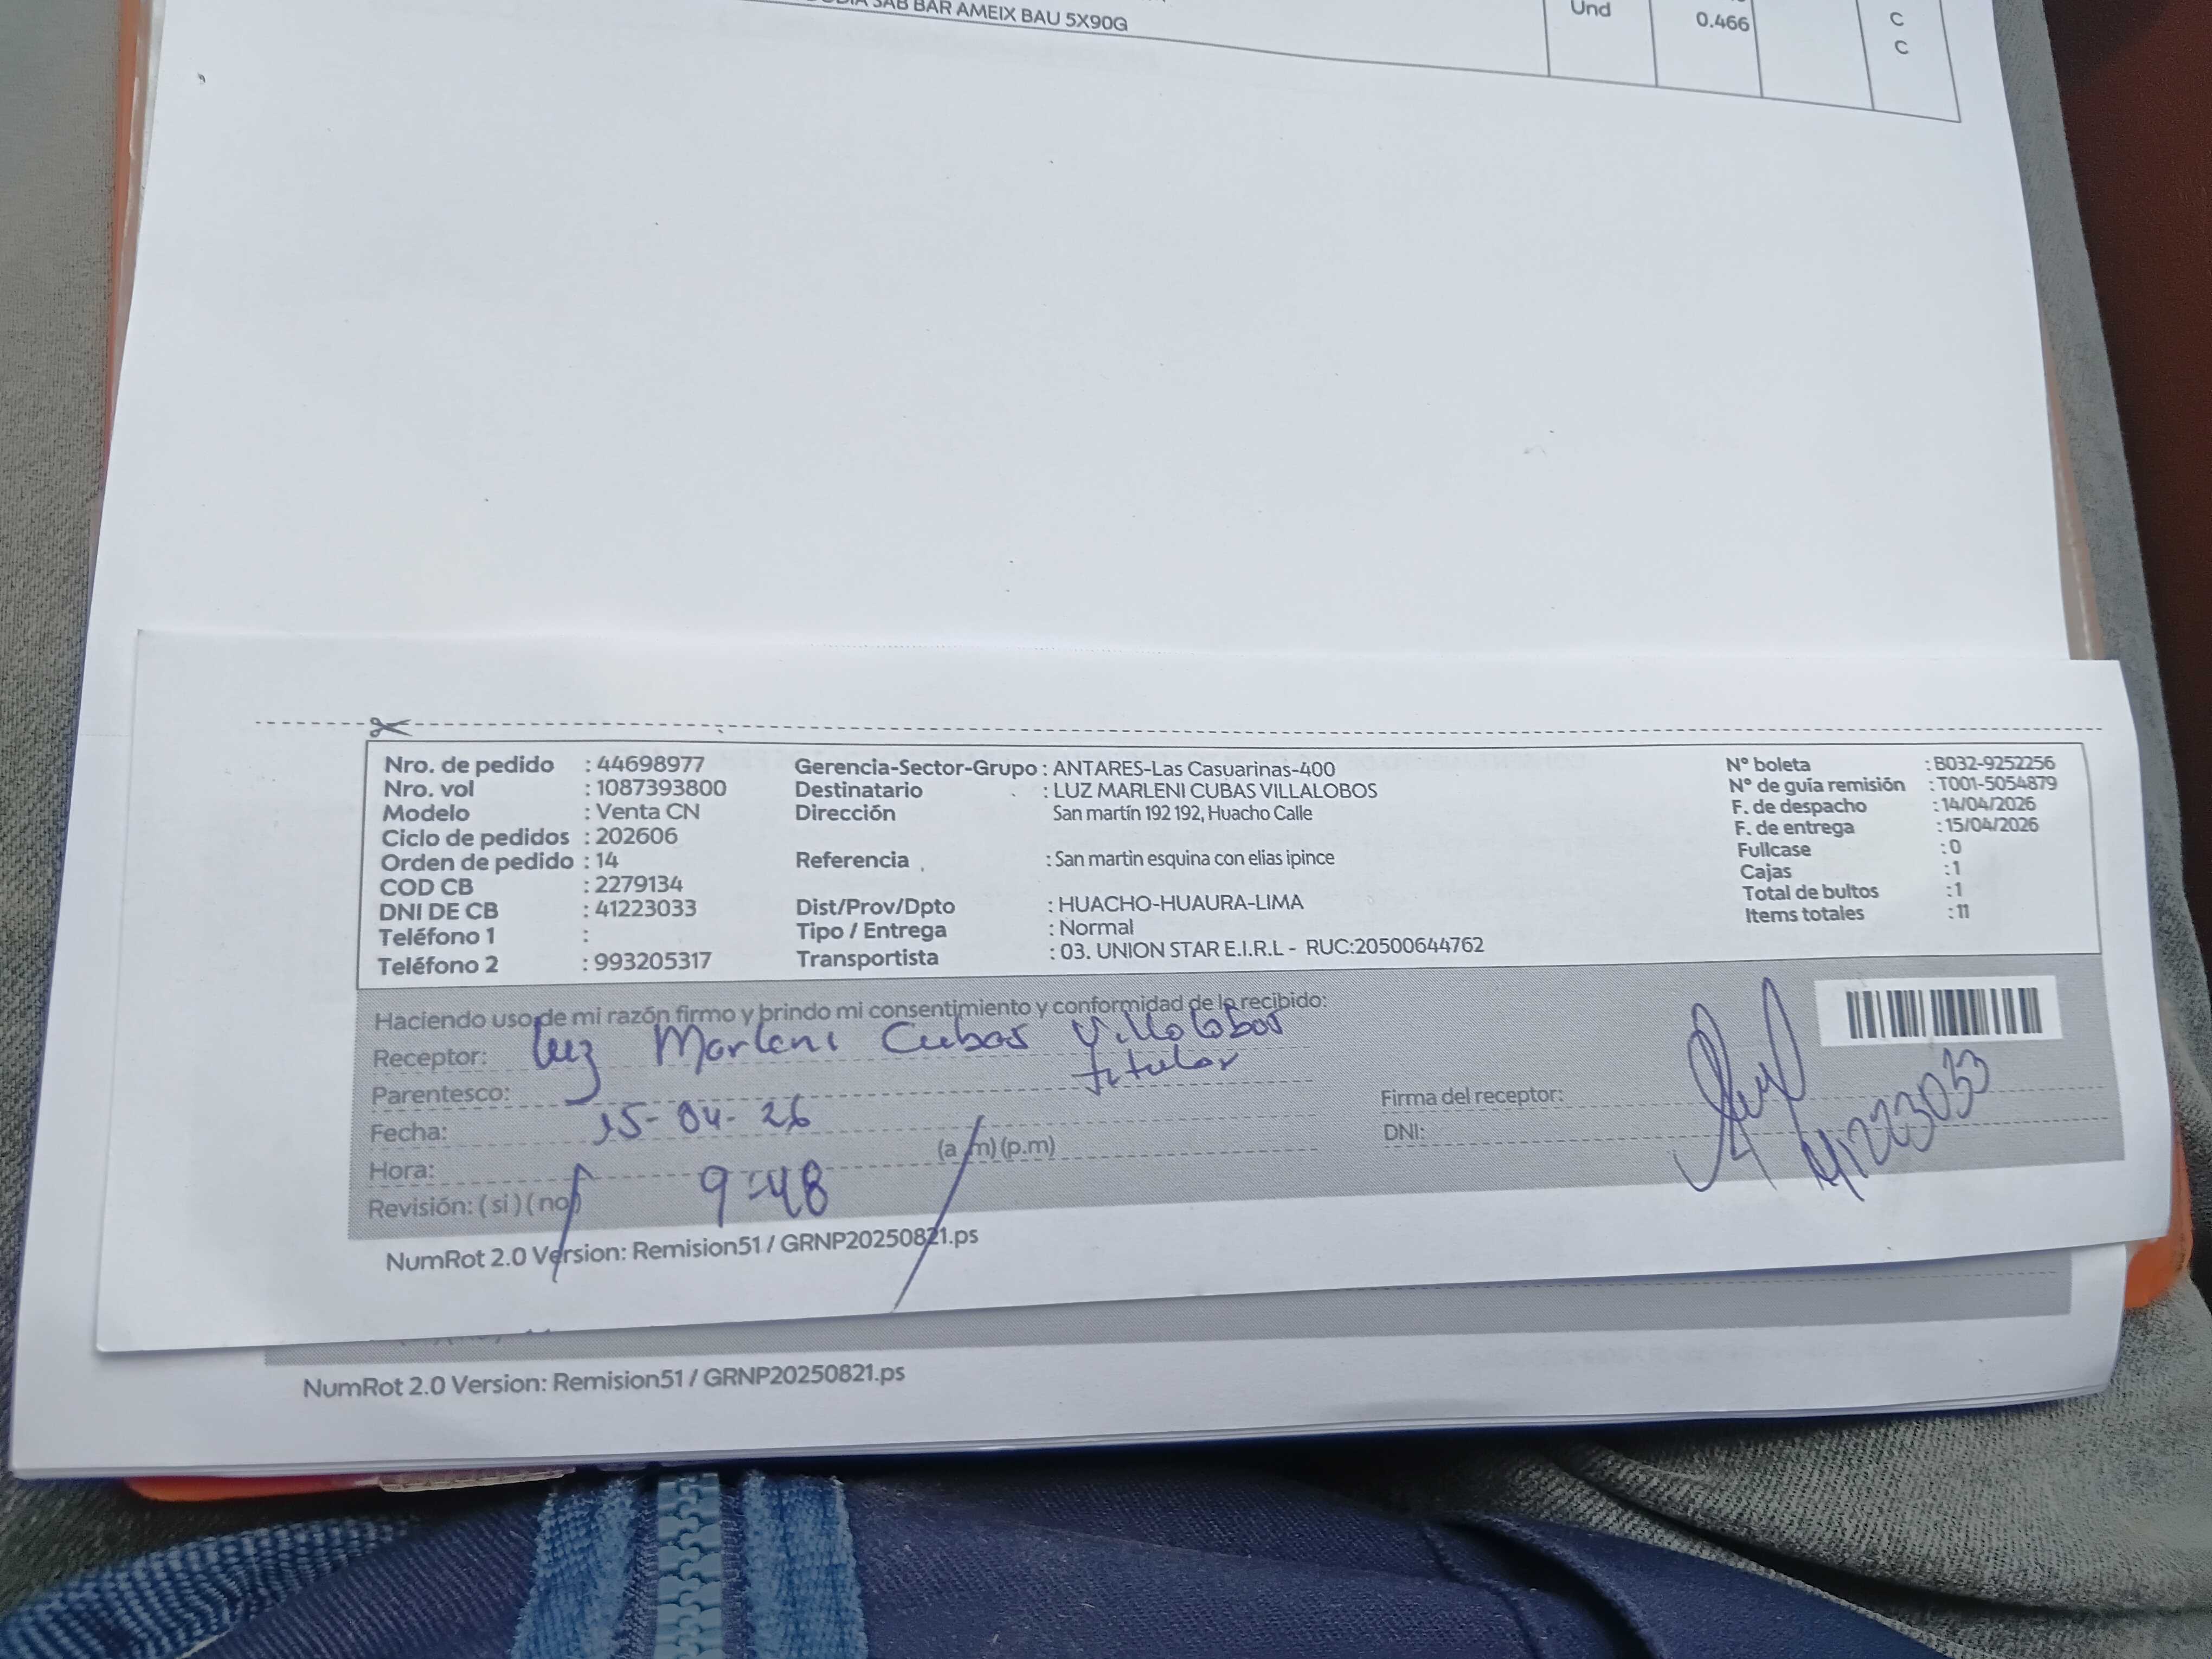 SAB BAR AMEIX BAU 5X90G
Und
0.466
C
C
Nro. de pedido : 44698977
Nro. vol : 1087393800
Modelo : Venta CN
Ciclo de pedidos : 202606
Orden de pedido : 14
COD CB : 2279134
DNI DE CB : 41223033
Teléfono 1 :
Teléfono 2 : 993205317
Gerencia-Sector-Grupo : ANTARES-Las Casuarinas-400
Destinatario : LUZ MARLENI CUBAS VILLALOBOS
Dirección San martín 192 192, Huacho Calle
Referencia : San martin esquina con elias ipince
Dist/Prov/Dpto : HUACHO-HUAURA-LIMA
Tipo / Entrega : Normal
Transportista : 03. UNION STAR E.I.R.L - RUC:20500644762
N° boleta : B032-9252256
N° de guía remisión : T001-5054879
F. de despacho : 14/04/2026
F. de entrega : 15/04/2026
Fullcase : 0
Cajas : 1
Total de bultos : 1
Items totales : 11
Haciendo uso de mi razón firmo y brindo mi consentimiento y conformidad de lo recibido:
Receptor: Luz Marleni Cubas Villalobos
Parentesco: titular
Fecha: 15-04-26
Hora: 9:48 (a.m) (p.m)
Revisión: ( si ) ( no )
Firma del receptor:
DNI: 41223033
NumRot 2.0 Version: Remision51 / GRNP20250821.ps
NumRot 2.0 Version: Remision51 / GRNP20250821.ps